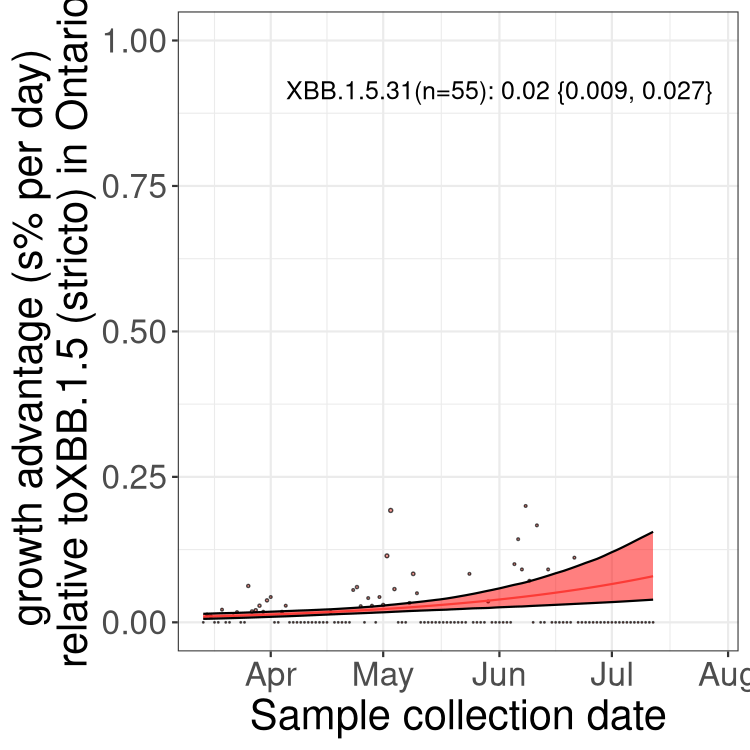 growth advantage (s% per day)
relative toXBB.1.5 (stricto) in Ontario
1.00
0.75
0.50
0.25
0.00
XBB.1.5.31(n=55): 0.02 {0.009, 0.027}
Apr May Jun Jul Aug
Sample collection date